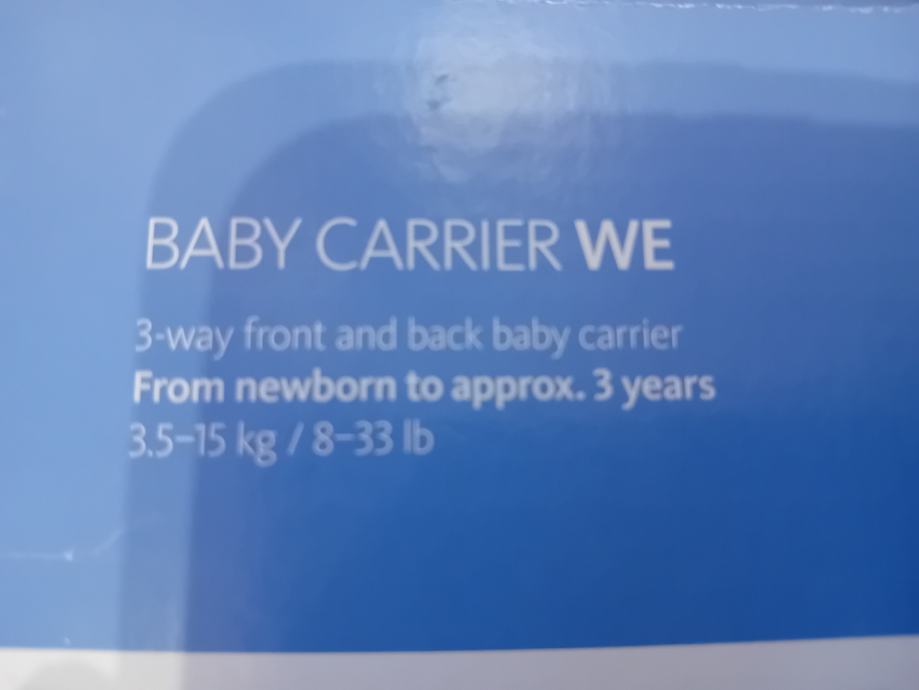 BABY CARRIER WE
3-way front and back baby carrier
From newborn to approx. 3 years
3.5–15 kg / 8–33 lb